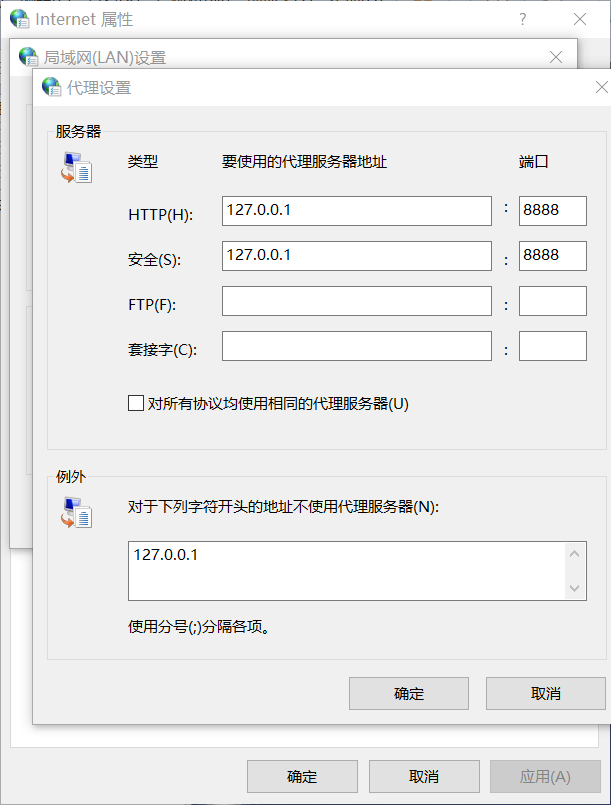 Internet 属性
局域网(LAN)设置
代理设置
服务器
类型 要使用的代理服务器地址 端口
HTTP(H): 127.0.0.1 : 8888
安全(S): 127.0.0.1 : 8888
FTP(F): :
套接字(C): :
对所有协议均使用相同的代理服务器(U)
例外
对于下列字符开头的地址不使用代理服务器(N):
127.0.0.1
使用分号(;)分隔各项。
确定 取消
确定 取消 应用(A)